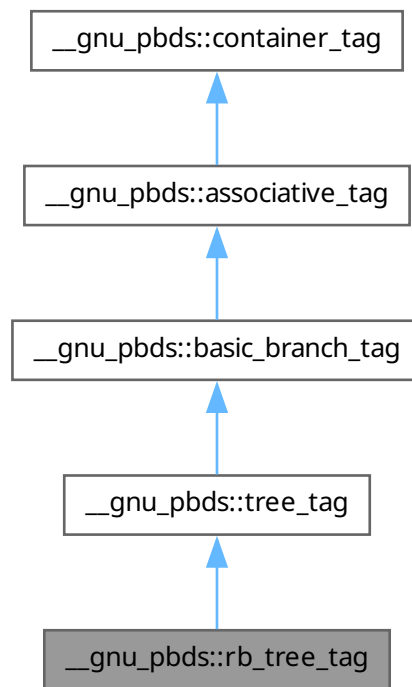 __gnu_pbds::container_tag
__gnu_pbds::associative_tag
__gnu_pbds::basic_branch_tag
__gnu_pbds::tree_tag
__gnu_pbds::rb_tree_tag